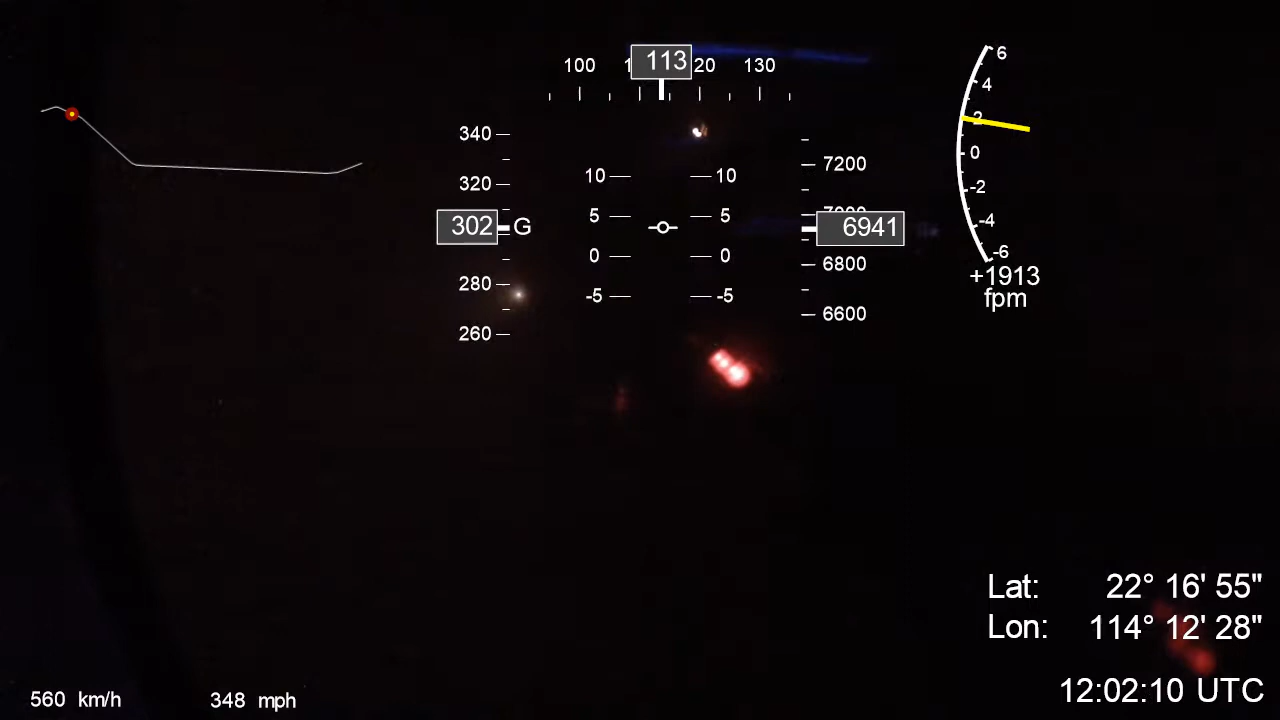 100 113 20 130
6
4
2
0
-2
-4
-6
+1913
fpm
340
320
302 G
280
260
10 10
5 5
0 0
-5 -5
7200
6941
6800
6600
Lat: 22° 16' 55"
Lon: 114° 12' 28"
12:02:10 UTC
560 km/h 348 mph